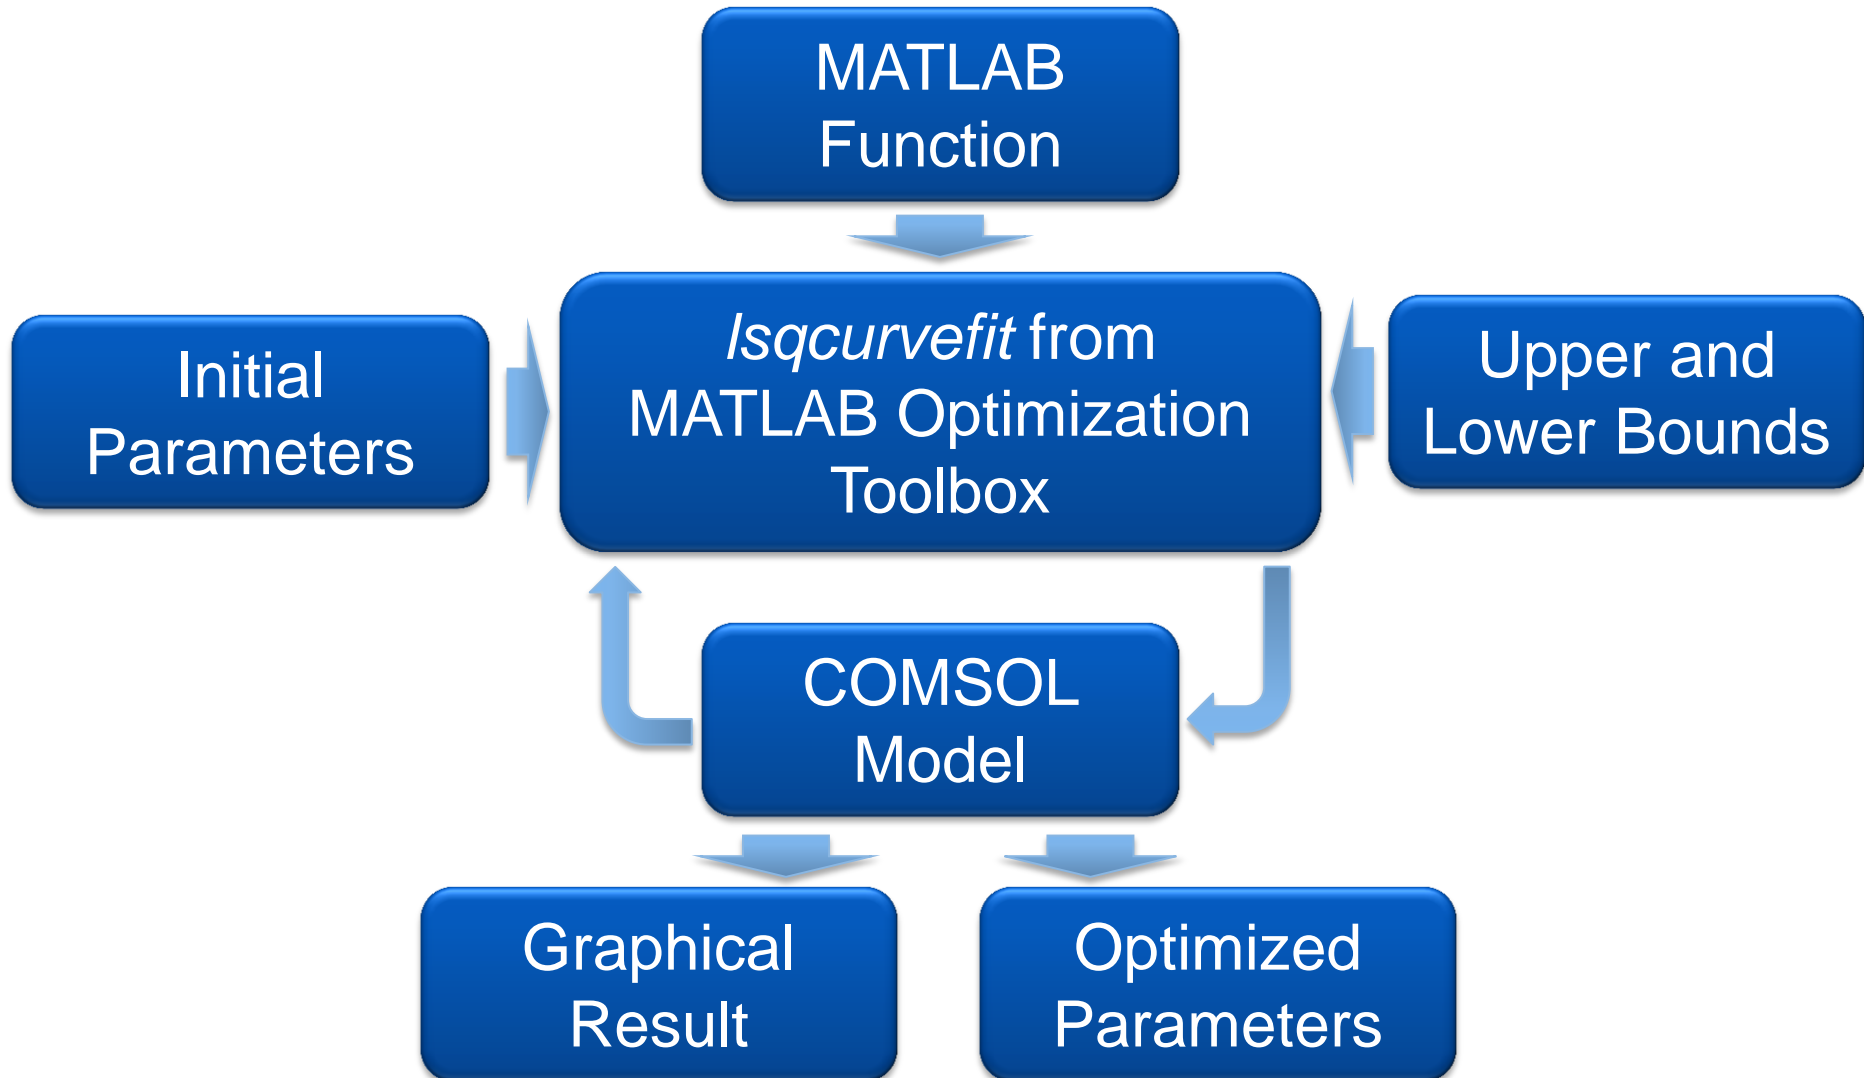 MATLAB
Function
Initial
Parameters
lsqcurvefit from
MATLAB Optimization
Toolbox
Upper and
Lower Bounds
COMSOL
Model
Graphical
Result
Optimized
Parameters